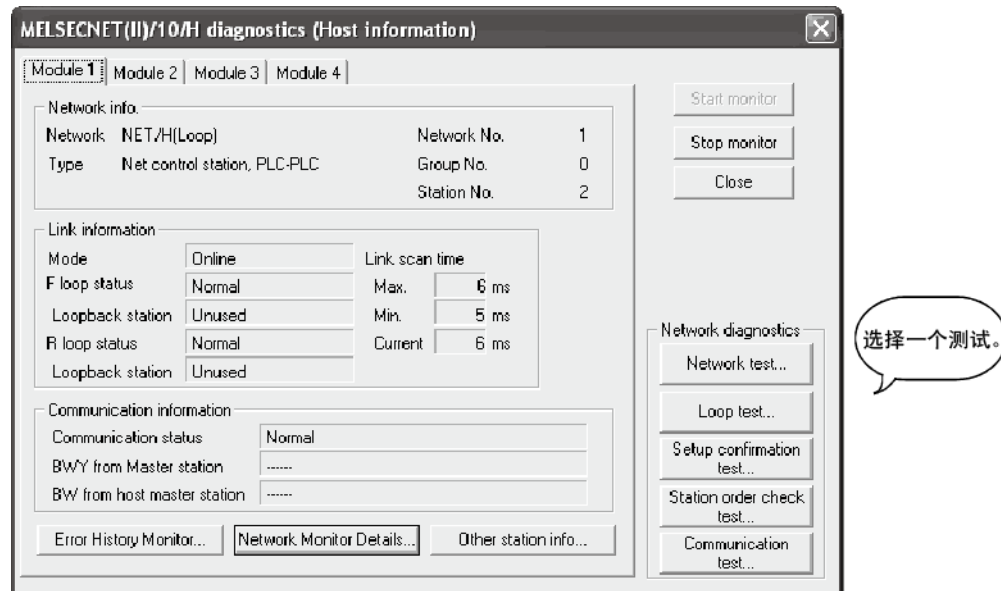 MELSECNET(II)/10/H diagnostics (Host information)
Module 1
Module 2
Module 3
Module 4
Network info.
Network NET/H(Loop)
Network No. 1
Type Net control station, PLC-PLC
Group No. 0
Station No. 2
Link information
Mode Online
Link scan time
F loop status Normal
Max. 6 ms
Loopback station Unused
Min. 5 ms
R loop status Normal
Current 6 ms
Loopback station Unused
Communication information
Communication status Normal
BWY from Master station ------
BW from host master station ------
Error History Monitor...
Network Monitor Details...
Other station info...
Start monitor
Stop monitor
Close
Network diagnostics
Network test...
Loop test...
Setup confirmation
test...
Station order check
test...
Communication
test...
选择一个测试。